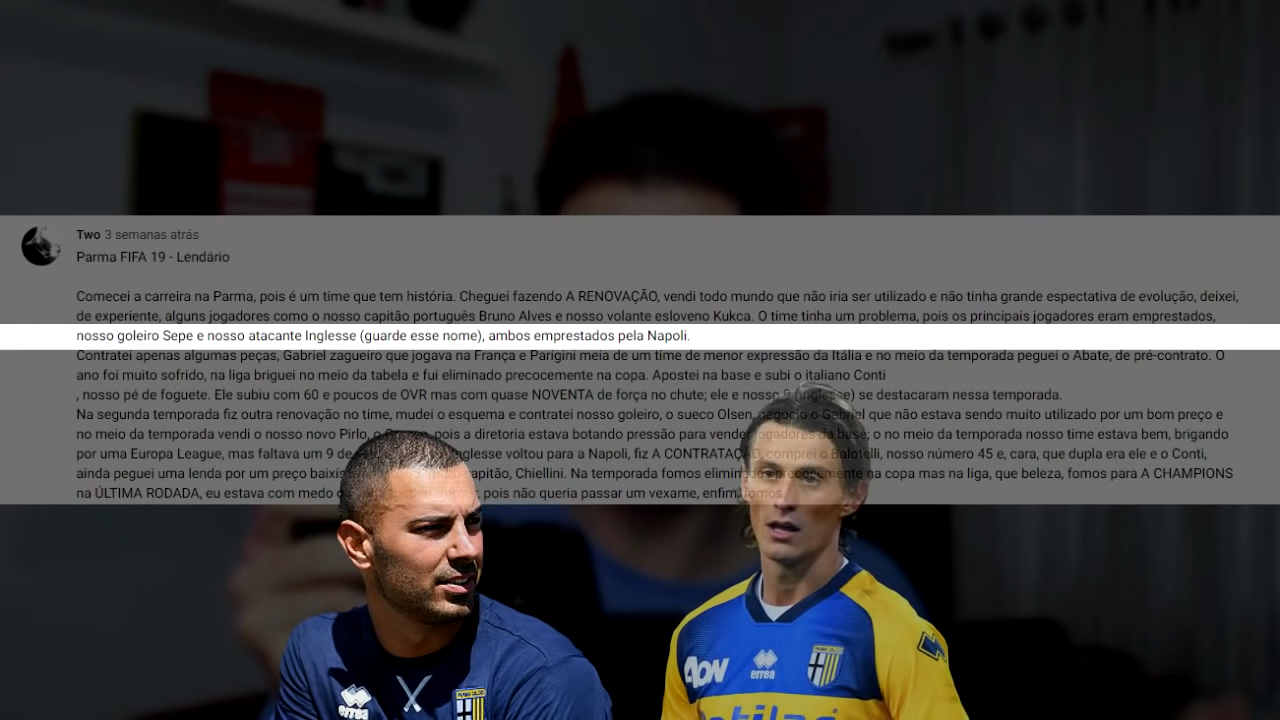 Two 3 semanas atrás
Parma FIFA 19 - Lendário
Comecei a carreira na Parma, pois é um time que tem história. Cheguei fazendo A RENOVAÇÃO, vendi todo mundo que não iria ser utilizado e não tinha grande espectativa de evolução, deixei,
de experiente, alguns jogadores como o nosso capitão português Bruno Alves e nosso volante esloveno Kukca. O time tinha um problema, pois os principais jogadores eram emprestados,
nosso goleiro Sepe e nosso atacante Inglesse (guarde esse nome), ambos emprestados pela Napoli.
Contratei apenas algumas peças, Gabriel zagueiro que jogava na França e Parigini meia de um time de menor expressão da Itália e no meio da temporada peguei o Abate, de pré-contrato. O
ano foi muito sofrido, na liga briguei no meio da tabela e fui eliminado precocemente na copa. Apostei na base e subi o italiano Conti
, nosso pé de foguete. Ele subiu com 60 e poucos de OVR mas com quase NOVENTA de força no chute; ele e nosso 9 (inglesse) se destacaram nessa temporada.
Na segunda temporada fiz outra renovação no time, mudei o esquema e contratei nosso goleiro, o sueco Olsen, negocio o Gabriel que não estava sendo muito utilizado por um bom preço e
no meio da temporada vendi o nosso novo Pirlo, o pois a diretoria estava botando pressão para vender jogadores da base; o no meio da temporada nosso time estava bem, brigando
por uma Europa League, mas faltava um 9 de nglesse voltou para a Napoli, fiz A CONTRATAÇÃO, comprei o Balotelli, nosso número 45 e, cara, que dupla era ele e o Conti,
ainda peguei uma lenda por um preço baixís apitão, Chiellini. Na temporada fomos eliminados precocemente na copa mas na liga, que beleza, fomos para A CHAMPIONS
na ÚLTIMA RODADA, eu estava com medo pois não queria passar um vexame, enfim, fomos
AON
errea
errea
PARMA CALCIO